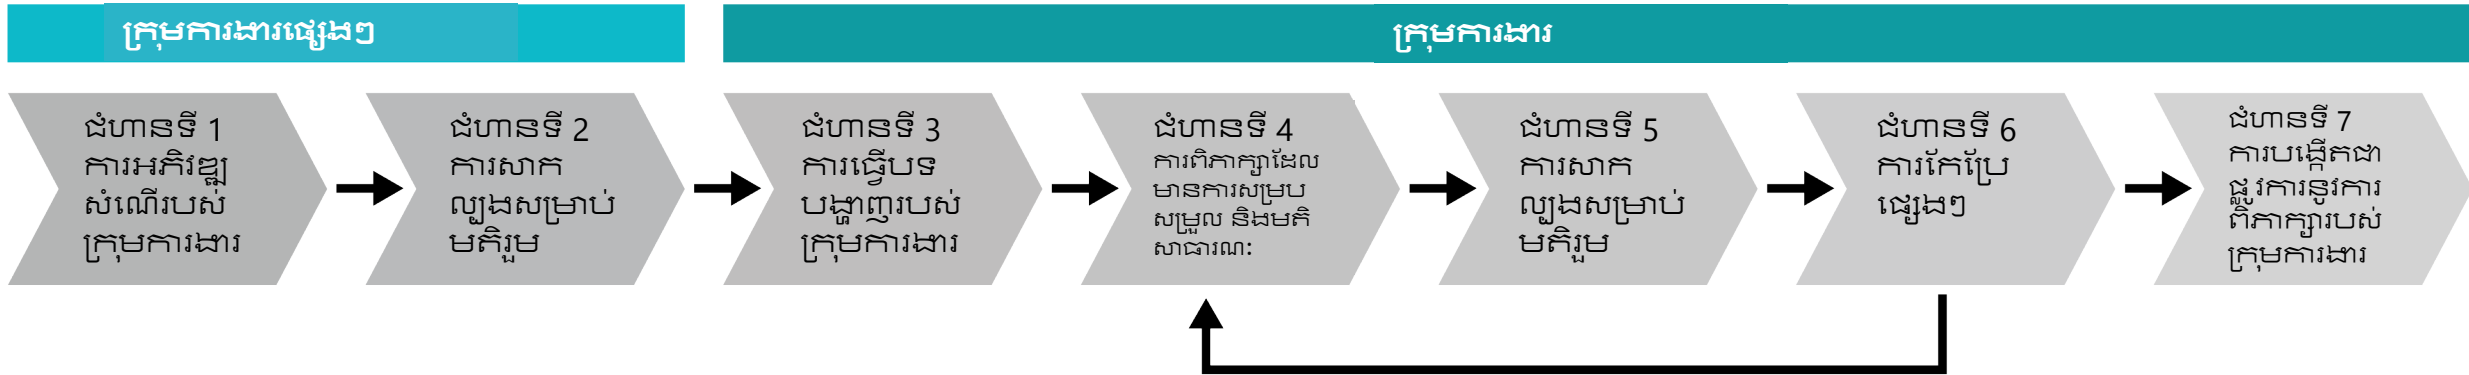 ក្រុមការងារផ្សេងៗ
ក្រុមការងារ
ជំហានទី 1
ការអភិវឌ្ឍ
សំណើរបស់
ក្រុមការងារ
ជំហានទី 2
ការសាក
ល្បងសម្រាប់
មតិរួម
ជំហានទី 3
ការធ្វើបទ
បង្ហាញរបស់
ក្រុមការងារ
ជំហានទី 4
ការពិភាក្សាដែល
មានការសម្រប
សម្រួល និងមតិ
សាធារណៈ
ជំហានទី 5
ការសាក
ល្បងសម្រាប់
មតិរួម
ជំហានទី 6
ការកែប្រែ
ផ្សេងៗ
ជំហានទី 7
ការបង្កើតជា
ផ្លូវការនូវការ
ពិភាក្សារបស់
ក្រុមការងារ